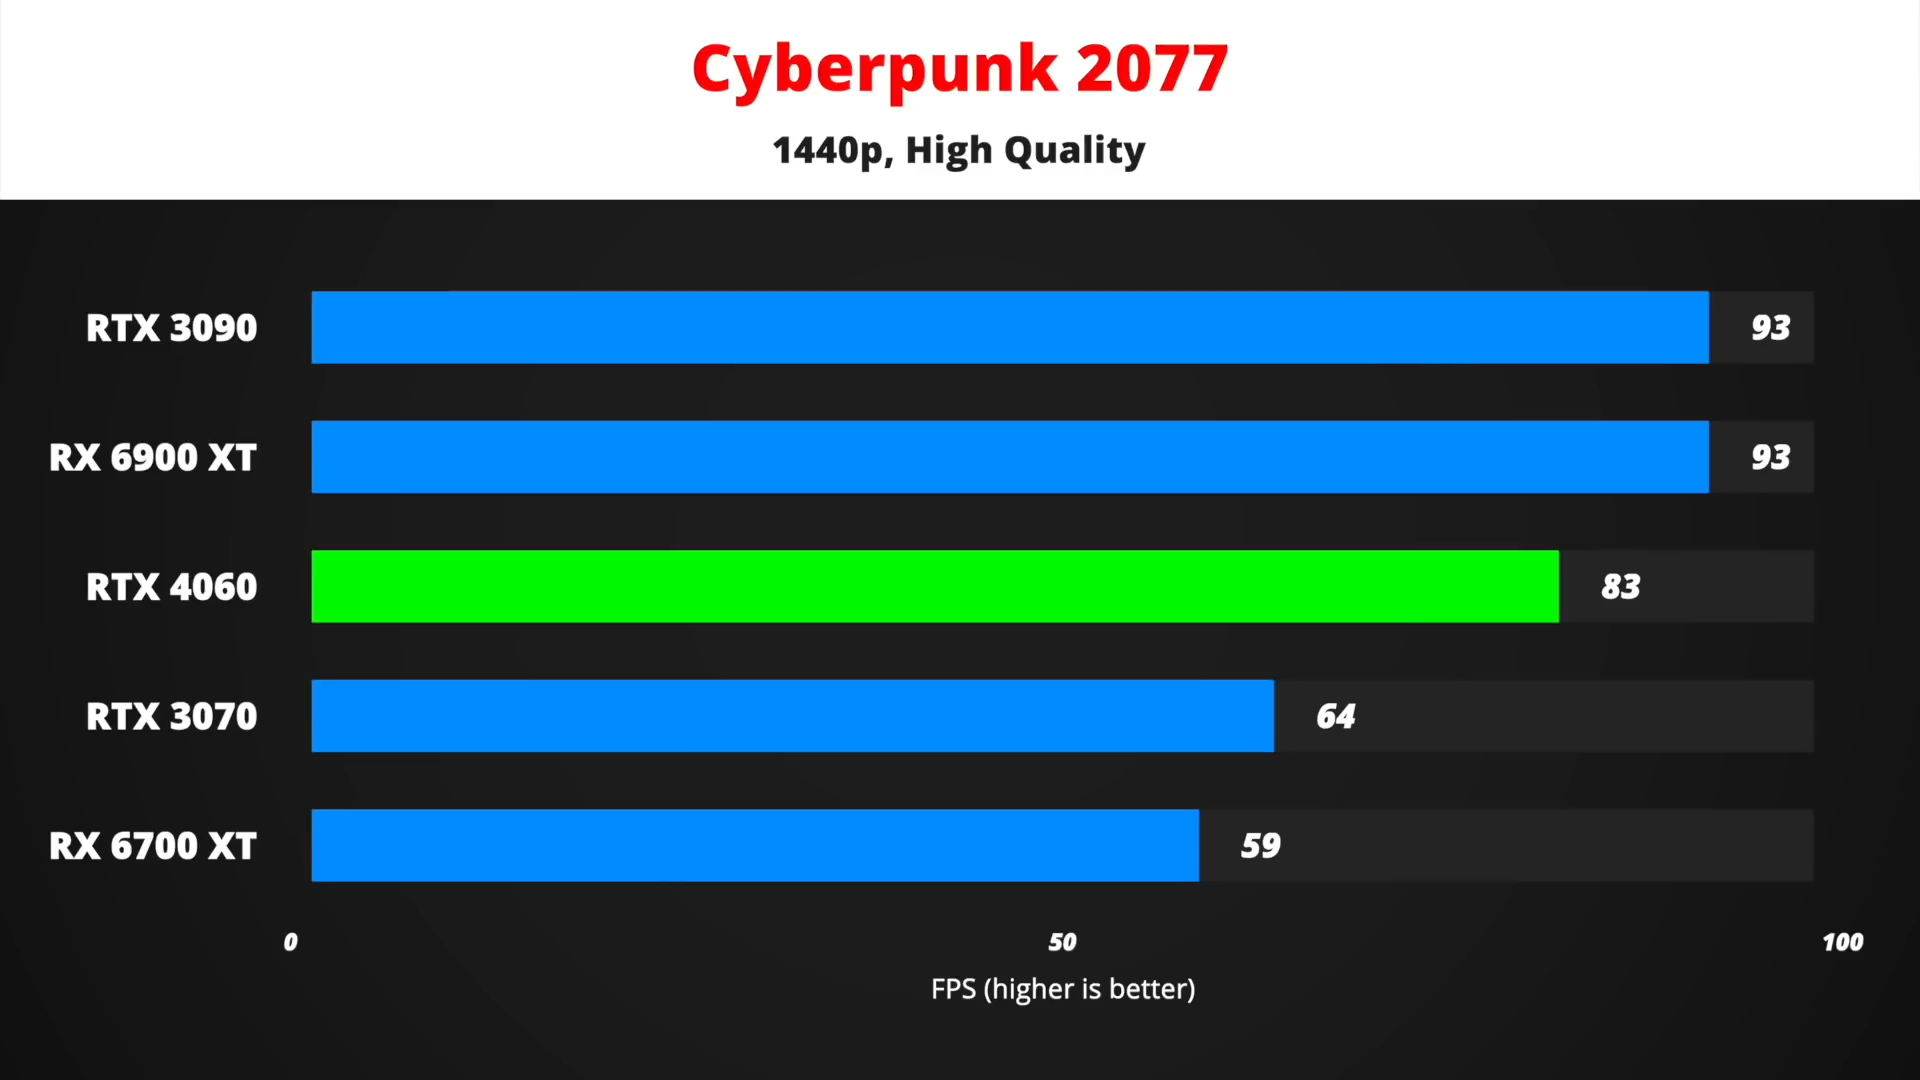 Cyberpunk 2077
1440p, High Quality
RTX 3090 93
RX 6900 XT 93
RTX 4060 83
RTX 3070 64
RX 6700 XT 59
0 50 100
FPS (higher is better)